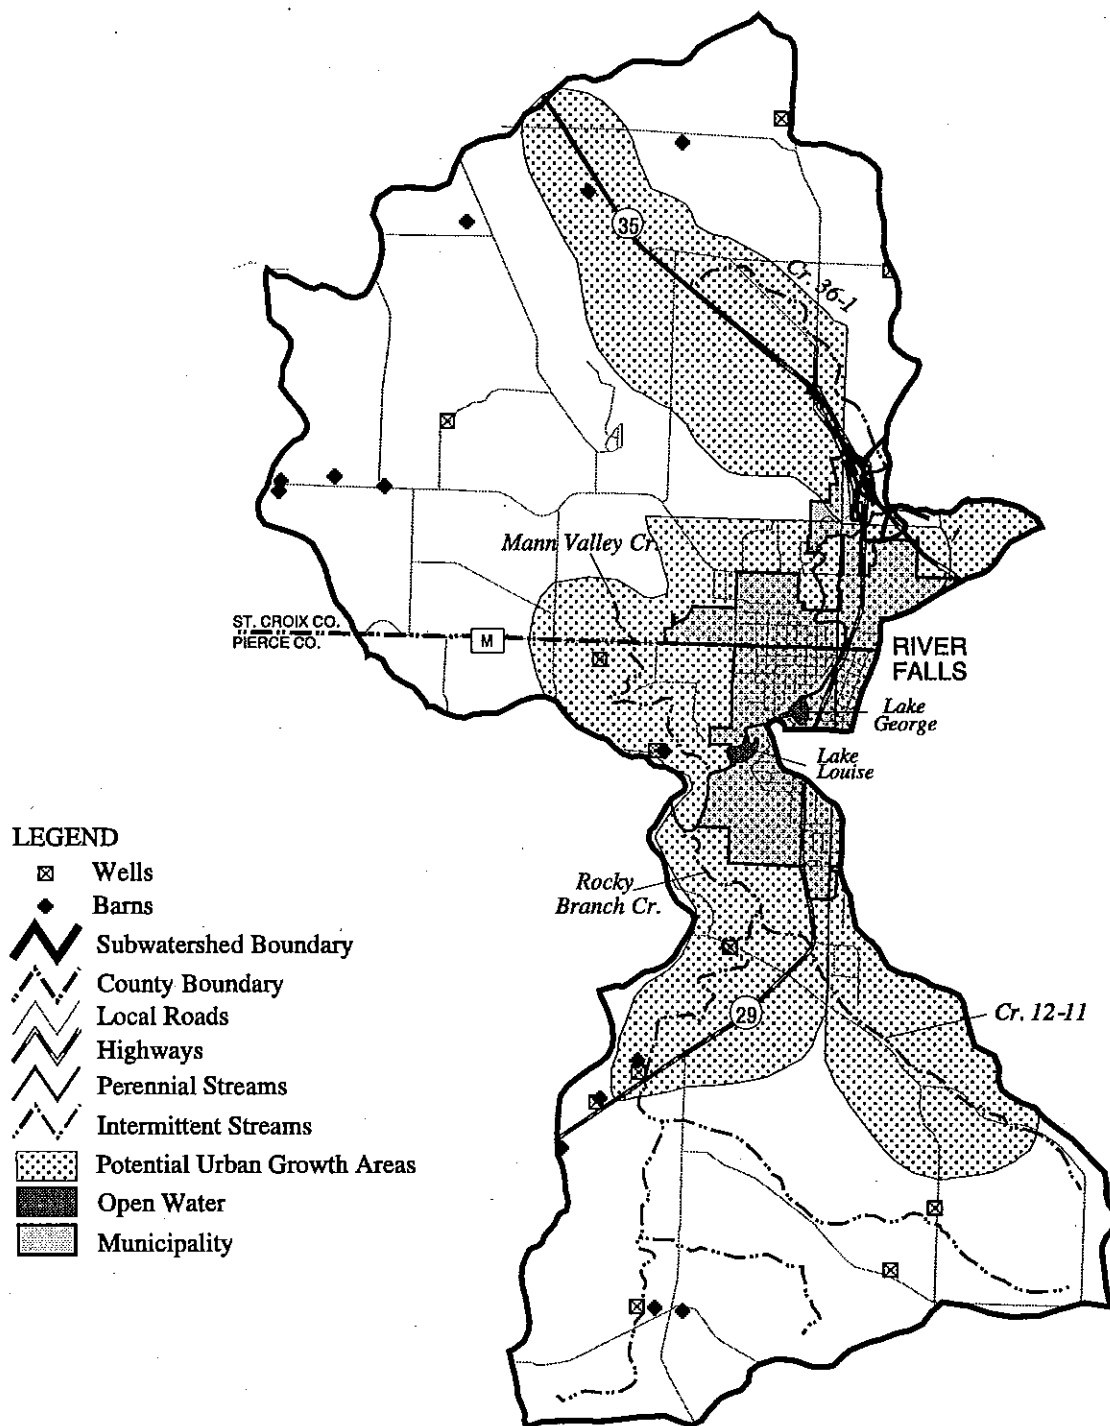 35
Cr. 36-1
Mann Valley Cr.
ST. CROIX CO.
PIERCE CO.
M
RIVER
FALLS
Lake
George
Lake
Louise
LEGEND
Wells
Barns
Subwatershed Boundary
County Boundary
Local Roads
Highways
Perennial Streams
Intermittent Streams
Potential Urban Growth Areas
Open Water
Municipality
Rocky
Branch Cr.
29
Cr. 12-11